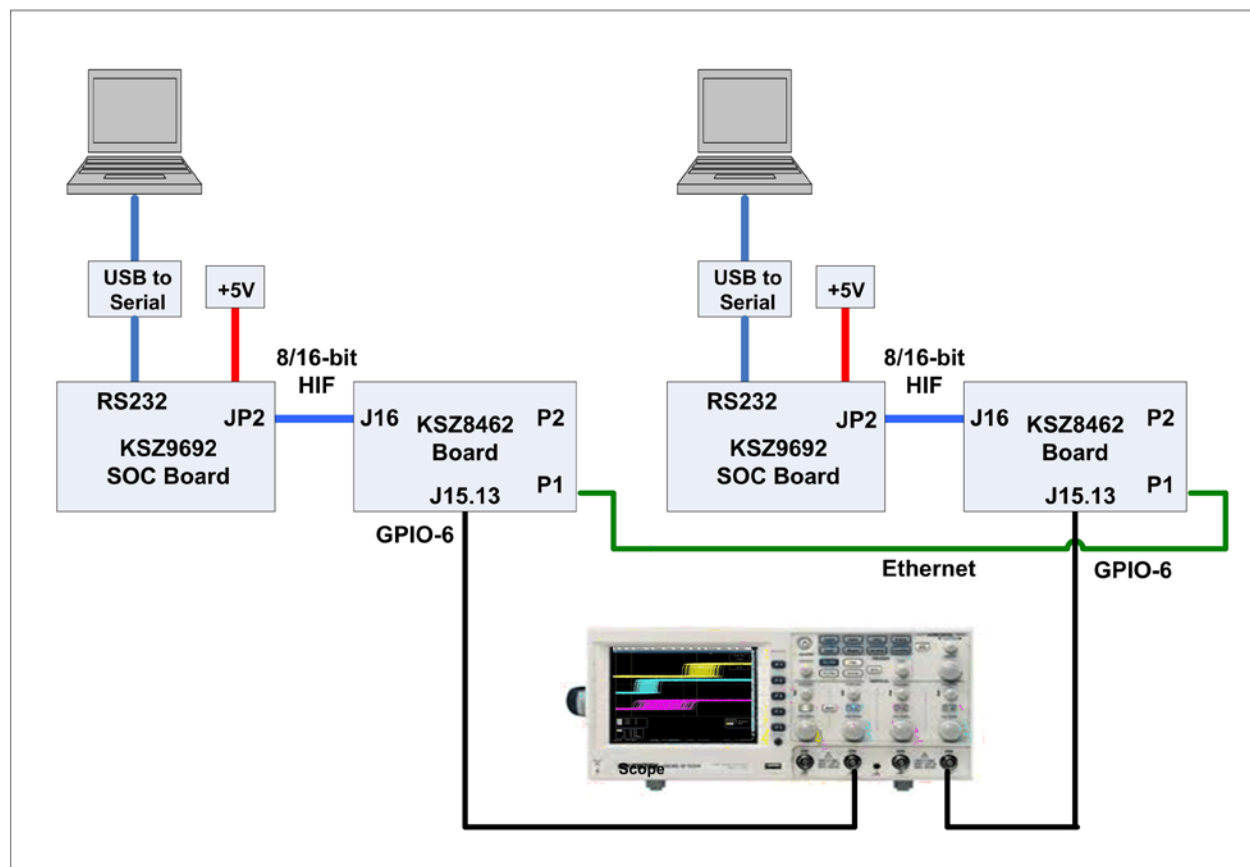 USB to
Serial
+5V
8/16-bit
HIF
RS232
JP2
KSZ9692
SOC Board
J16
KSZ8462
Board
P2
P1
J15.13
GPIO-6
USB to
Serial
+5V
8/16-bit
HIF
RS232
JP2
KSZ9692
SOC Board
J16
KSZ8462
Board
P2
P1
J15.13
GPIO-6
Ethernet
Scope